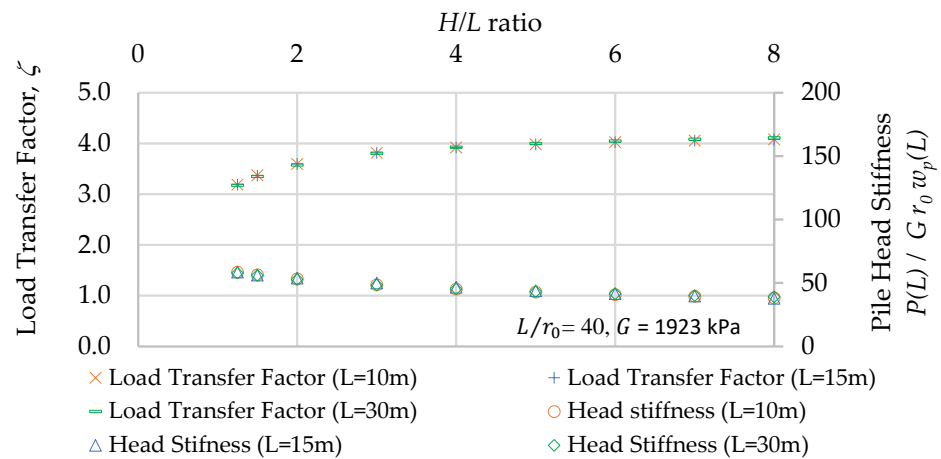 H/L ratio
0 2 4 6 8
Load Transfer Factor, ζ
5.0 200
4.0 150
3.0 100
2.0
1.0 50
0.0 0
Pile Head Stiffness
P(L) / G r₀ wₚ(L)
L/r₀= 40, G = 1923 kPa
Load Transfer Factor (L=10m) Load Transfer Factor (L=15m)
Load Transfer Factor (L=30m) Head stiffness (L=10m)
Head Stifness (L=15m) Head Stiffness (L=30m)